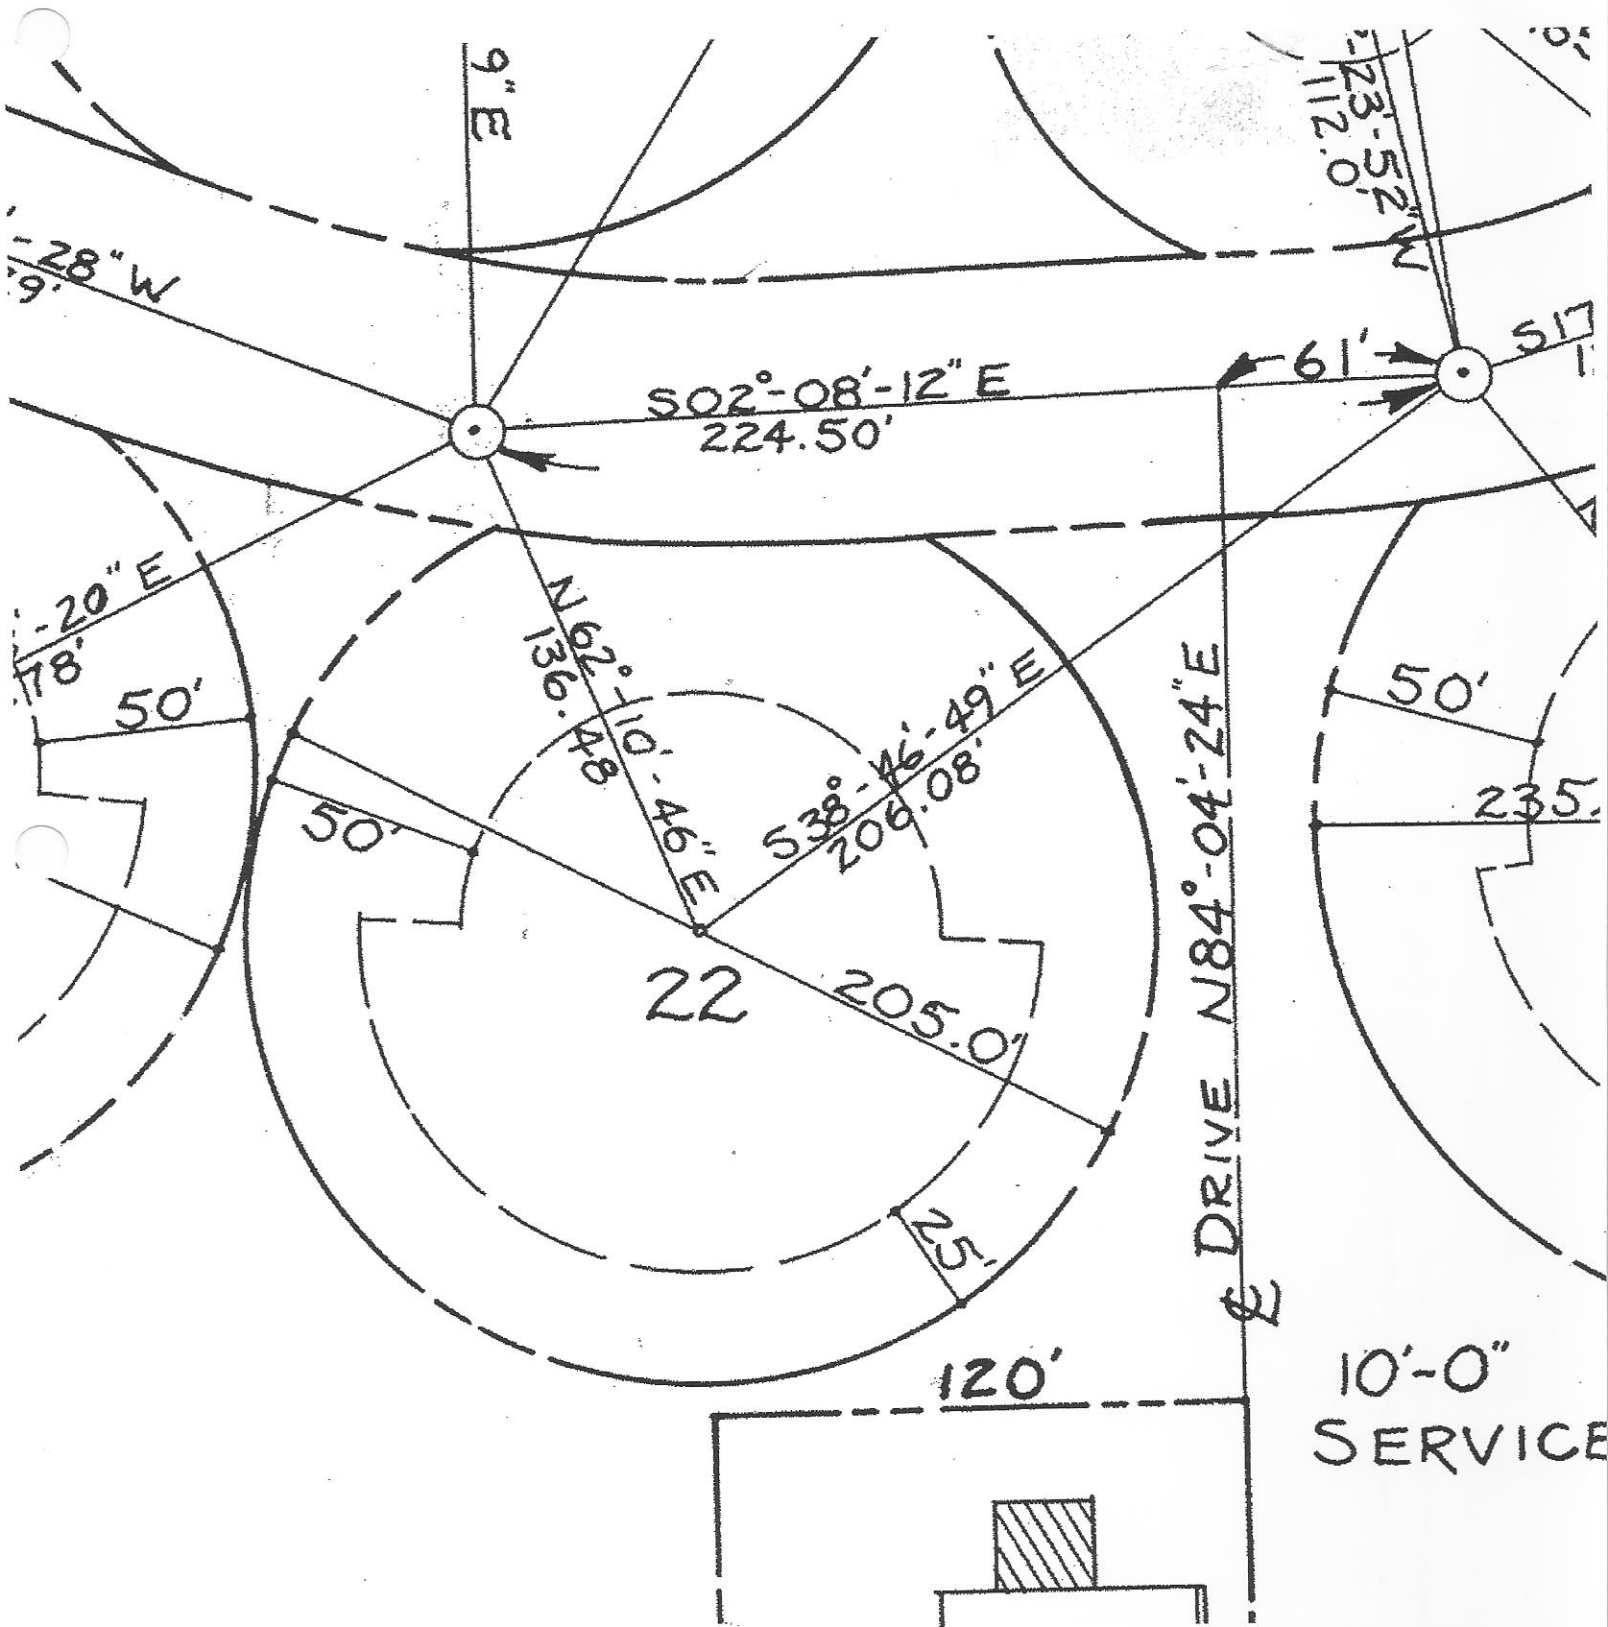 9" E
-23'-52" W
112.0'
-28" W
9'
61'
S17
S02°-08'-12" E
224.50'
-20" E
78'
50'
N62°-10'-46" E
136.48
S38°-46'-49" E
206.08'
50'
50'
235.
22
205.0'
DRIVE N84°-04'-24" E
25'
℄
120'
10'-0"
SERVICE